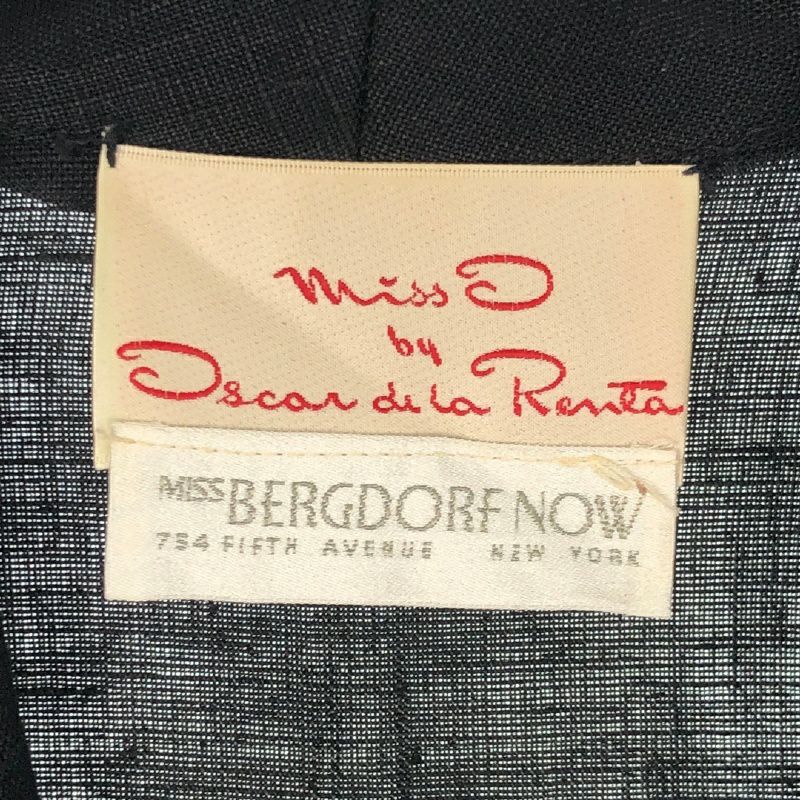 Miss O
by
Oscar de la Renta
MISS BERGDORF NOW
754 FIFTH AVENUE NEW YORK